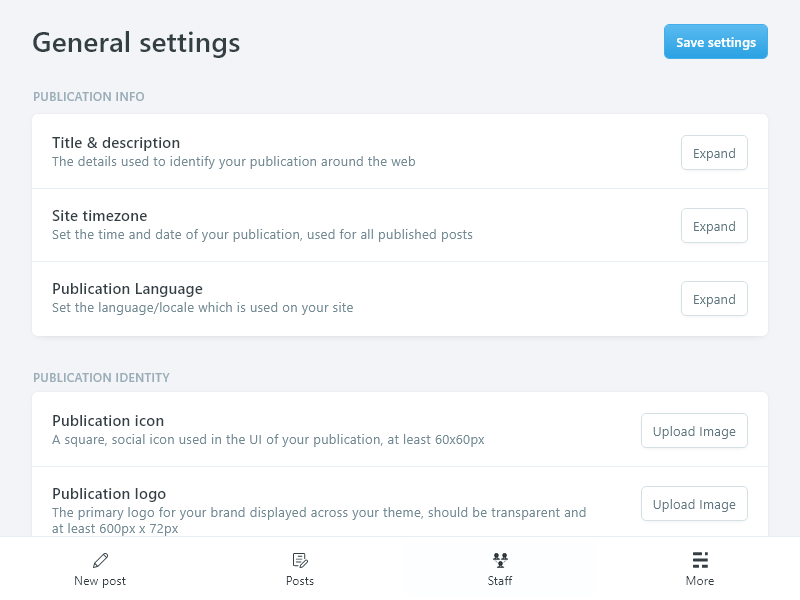 General settings
Save settings
PUBLICATION INFO
Title & description
The details used to identify your publication around the web
Expand
Site timezone
Set the time and date of your publication, used for all published posts
Expand
Publication Language
Set the language/locale which is used on your site
Expand
PUBLICATION IDENTITY
Publication icon
A square, social icon used in the UI of your publication, at least 60x60px
Upload Image
Publication logo
The primary logo for your brand displayed across your theme, should be transparent and
at least 600px x 72px
Upload Image
New post
Posts
Staff
More